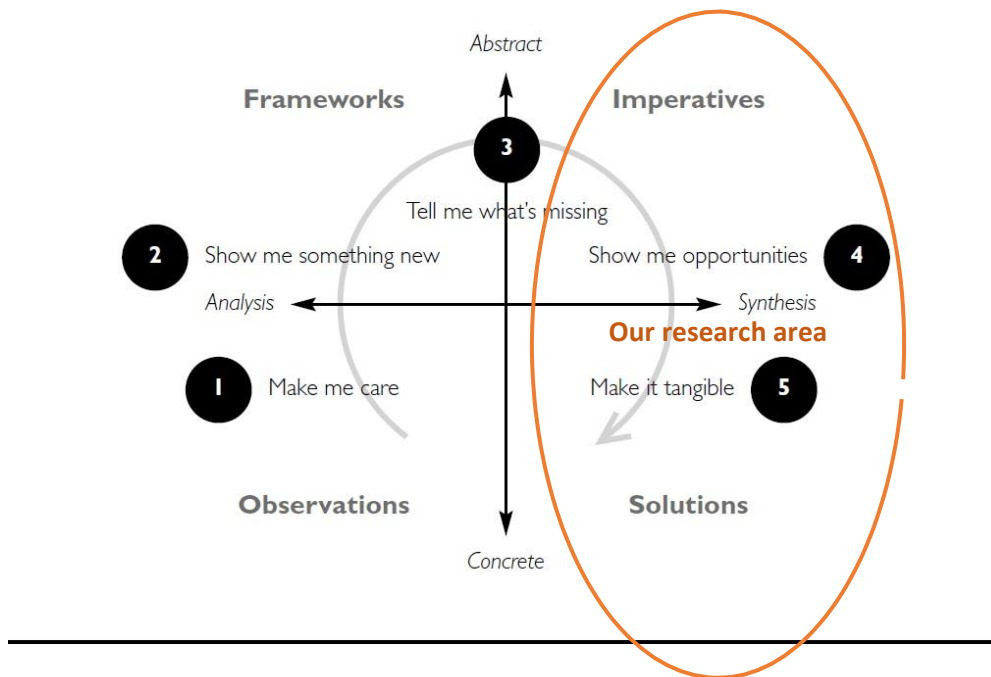 Abstract
Frameworks
Imperatives
3
Tell me what's missing
2 Show me something new
Show me opportunities 4
Analysis
Synthesis
Our research area
1 Make me care
Make it tangible 5
Observations
Solutions
Concrete